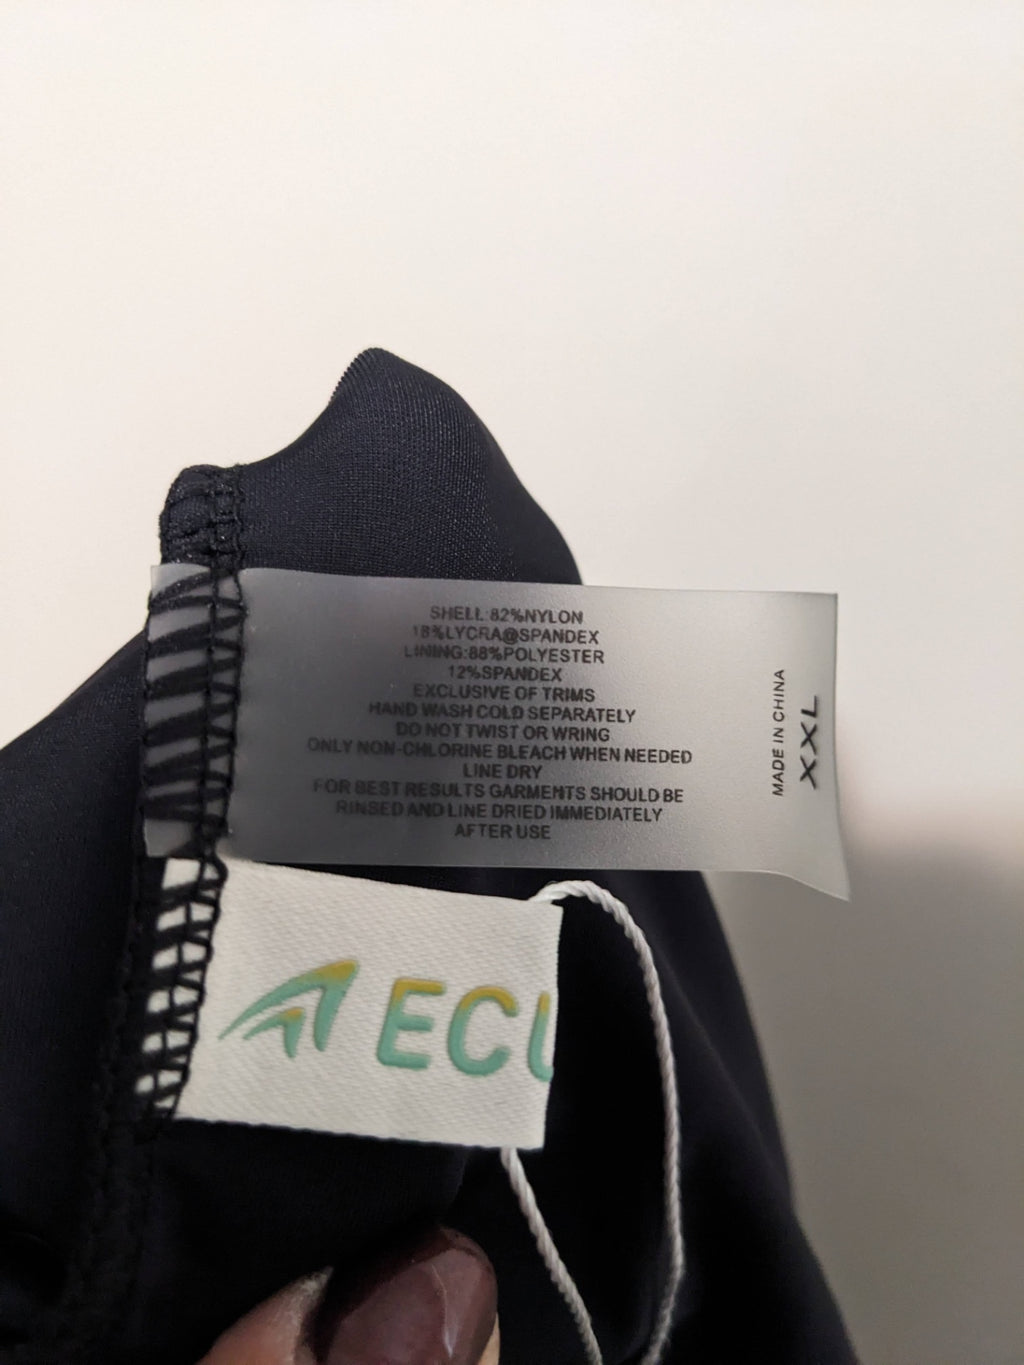 SHELL:82%NYLON
18%LYCRA@SPANDEX
LINING:88%POLYESTER
12%SPANDEX
EXCLUSIVE OF TRIMS
HAND WASH COLD SEPARATELY
DO NOT TWIST OR WRING
ONLY NON-CHLORINE BLEACH WHEN NEEDED
LINE DRY
FOR BEST RESULTS GARMENTS SHOULD BE
RINSED AND LINE DRIED IMMEDIATELY
AFTER USE
MADE IN CHINA
XXL